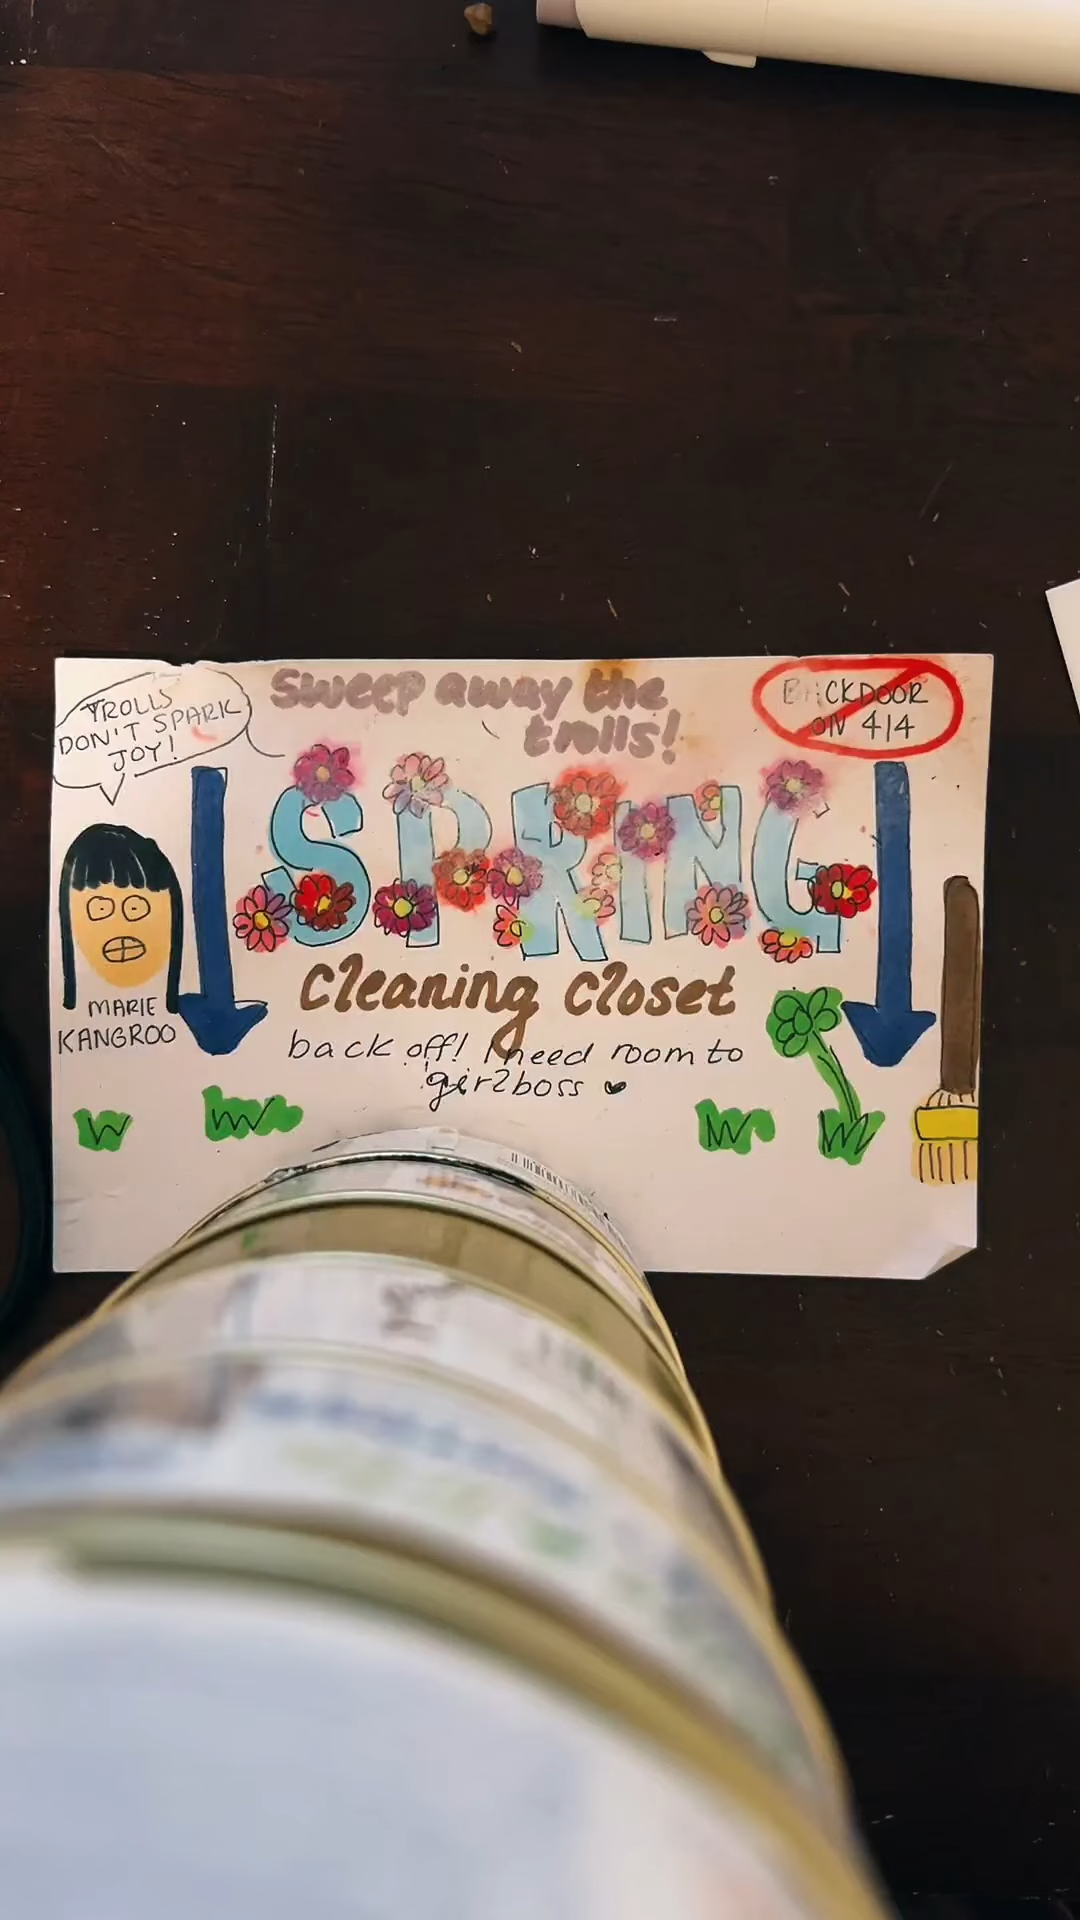 TROLLS
DON'T SPARK
JOY!
Sweep away the
trolls!
BACKDOOR
ON 4/4
SPRING
Cleaning Closet
back off! I need room to
girlboss
MARIE
KANGROO